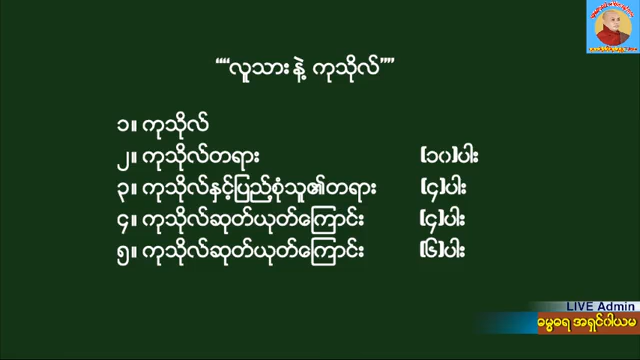 ““လူသား နဲ့ ကုသိုလ်””
၁။ ကုသိုလ်
၂။ ကုသိုလ်တရား (၁၀)ပါး
၃။ ကုသိုလ်နှင့်ပြည့်စုံသူ၏တရား (၄)ပါး
၄။ ကုသိုလ်ဆုတ်ယုတ်ကြောင်း (၄)ပါး
၅။ ကုသိုလ်ဆုတ်ယုတ်ကြောင်း (၆)ပါး
LIVE Admin
ဓမ္မဓရ အရှင်ဂါယမ